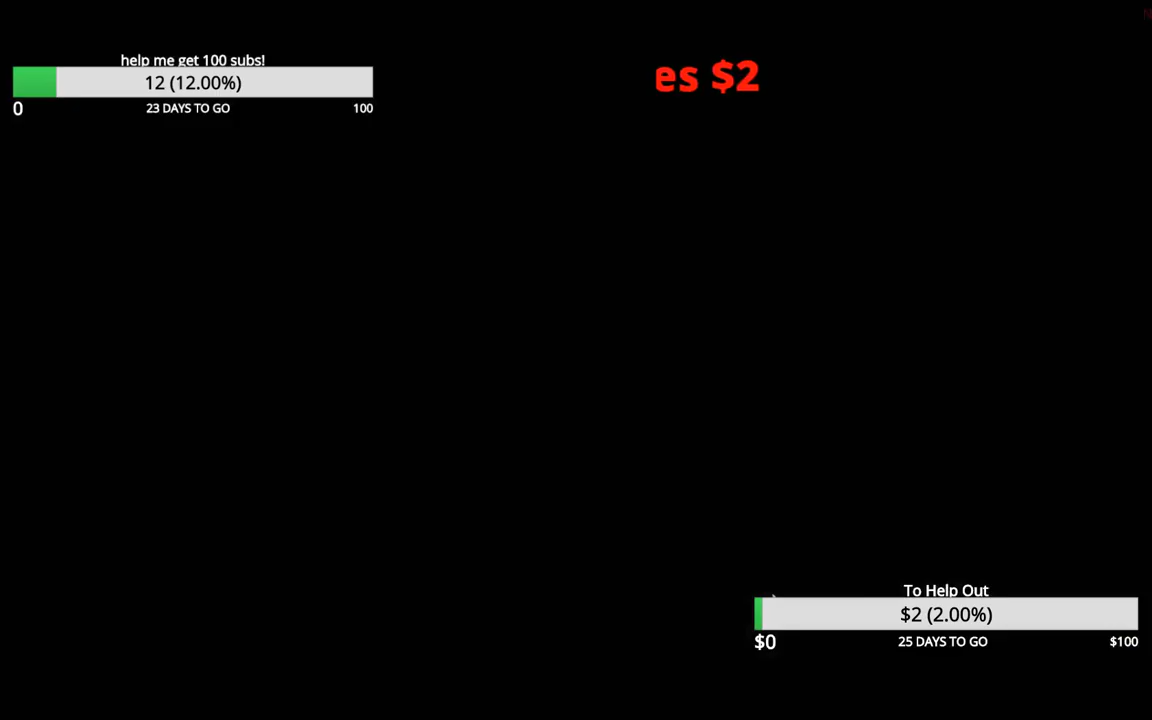 help me get 100 subs!
12 (12.00%)
0 23 DAYS TO GO 100
es $2
To Help Out
$2 (2.00%)
$0 25 DAYS TO GO $100